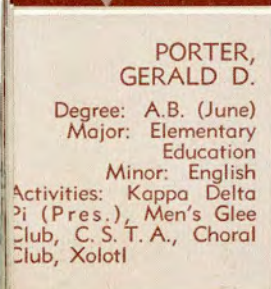 PORTER,
GERALD D.
Degree: A.B. (June)
Major: Elementary
Education
Minor: English
Activities: Kappa Delta
Pi (Pres.), Men's Glee
Club, C. S. T. A., Choral
Club, Xolotl